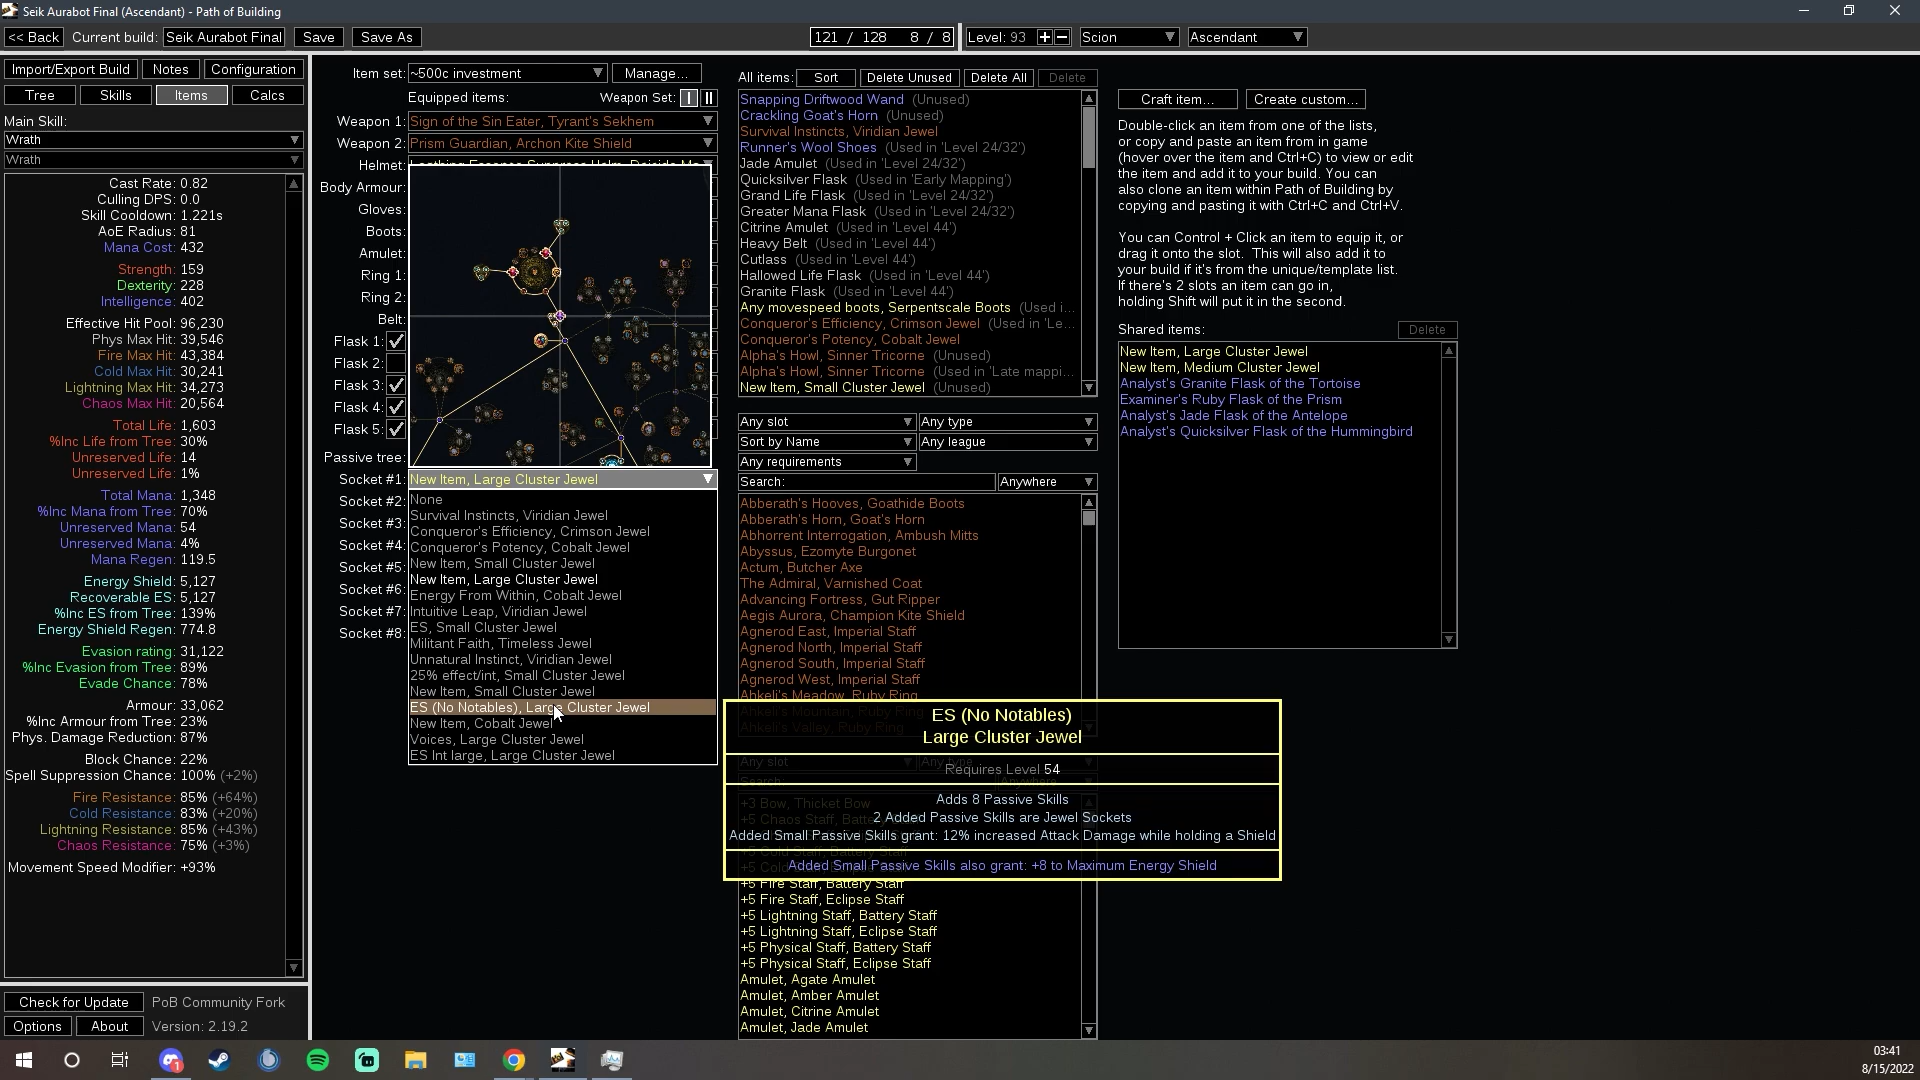 Seik Aurabot Final (Ascendant) - Path of Building
<< Back
Current build:
Seik Aurabot Final
Save
Save As
121 / 128    8 / 8
Level: 93
Scion
Ascendant
Import/Export Build
Notes
Configuration
Tree
Skills
Items
Calcs
Main Skill:
Wrath
Wrath
Cast Rate: 0.82
Culling DPS: 0.0
Skill Cooldown: 1.221s
AoE Radius: 81
Mana Cost: 432
Strength: 159
Dexterity: 228
Intelligence: 402
Effective Hit Pool: 96,230
Phys Max Hit: 39,546
Fire Max Hit: 43,384
Cold Max Hit: 30,241
Lightning Max Hit: 34,273
Chaos Max Hit: 20,564
Total Life: 1,603
%Inc Life from Tree: 30%
Unreserved Life: 14
Unreserved Life: 1%
Total Mana: 1,348
%Inc Mana from Tree: 70%
Unreserved Mana: 54
Unreserved Mana: 4%
Mana Regen: 119.5
Energy Shield: 5,127
Recoverable ES: 5,127
%Inc ES from Tree: 139%
Energy Shield Regen: 774.8
Evasion rating: 31,122
%Inc Evasion from Tree: 89%
Evade Chance: 78%
Armour: 33,062
%Inc Armour from Tree: 23%
Phys. Damage Reduction: 87%
Block Chance: 22%
Spell Suppression Chance: 100% (+2%)
Fire Resistance: 85% (+64%)
Cold Resistance: 83% (+20%)
Lightning Resistance: 85% (+43%)
Chaos Resistance: 75% (+3%)
Movement Speed Modifier: +93%
Check for Update
PoB Community Fork
Options
About
Version: 2.19.2
Item set: ~500c investment
Manage...
Equipped items:
Weapon Set: I II
Weapon 1: Sign of the Sin Eater, Tyrant's Sekhem
Weapon 2: Prism Guardian, Archon Kite Shield
Helmet:
Body Armour:
Gloves:
Boots:
Amulet:
Ring 1:
Ring 2:
Belt:
Flask 1:
Flask 2:
Flask 3:
Flask 4:
Flask 5:
Passive tree:
Socket #1: New Item, Large Cluster Jewel
Socket #2:
Socket #3:
Socket #4:
Socket #5:
Socket #6:
Socket #7:
Socket #8:
None
Survival Instincts, Viridian Jewel
Conqueror's Efficiency, Crimson Jewel
Conqueror's Potency, Cobalt Jewel
New Item, Small Cluster Jewel
New Item, Large Cluster Jewel
Energy From Within, Cobalt Jewel
Intuitive Leap, Viridian Jewel
ES, Small Cluster Jewel
Militant Faith, Timeless Jewel
Unnatural Instinct, Viridian Jewel
25% effect/int, Small Cluster Jewel
New Item, Small Cluster Jewel
ES (No Notables), Large Cluster Jewel
New Item, Cobalt Jewel
Voices, Large Cluster Jewel
ES Int large, Large Cluster Jewel
All items:
Sort
Delete Unused
Delete All
Delete
Snapping Driftwood Wand (Unused)
Crackling Goat's Horn (Unused)
Survival Instincts, Viridian Jewel
Runner's Wool Shoes (Used in 'Level 24/32')
Jade Amulet (Used in 'Level 24/32')
Quicksilver Flask (Used in 'Early Mapping')
Grand Life Flask (Used in 'Level 24/32')
Greater Mana Flask (Used in 'Level 24/32')
Citrine Amulet (Used in 'Level 44')
Heavy Belt (Used in 'Level 44')
Cutlass (Used in 'Level 44')
Hallowed Life Flask (Used in 'Level 44')
Granite Flask (Used in 'Level 44')
Any movespeed boots, Serpentscale Boots (Used i...
Conqueror's Efficiency, Crimson Jewel (Used in 'Le...
Conqueror's Potency, Cobalt Jewel
Alpha's Howl, Sinner Tricorne (Unused)
Alpha's Howl, Sinner Tricorne (Used in 'Late mappi...
New Item, Small Cluster Jewel (Unused)
Any slot
Any type
Sort by Name
Any league
Any requirements
Search:
Anywhere
Abberath's Hooves, Goathide Boots
Abberath's Horn, Goat's Horn
Abhorrent Interrogation, Ambush Mitts
Abyssus, Ezomyte Burgonet
Actum, Butcher Axe
The Admiral, Varnished Coat
Advancing Fortress, Gut Ripper
Aegis Aurora, Champion Kite Shield
Agnerod East, Imperial Staff
Agnerod North, Imperial Staff
Agnerod South, Imperial Staff
Agnerod West, Imperial Staff
Ahkeli's Meadow, Ruby Ring
Ahkeli's Mountain, Ruby Ring
Ahkeli's Valley, Ruby Ring
ES (No Notables)
Large Cluster Jewel
Any slot
Any type
Requires Level 54
Search:
Anywhere
Adds 8 Passive Skills
+3 Bow, Thicket Bow
2 Added Passive Skills are Jewel Sockets
Added Small Passive Skills grant: 12% increased Attack Damage while holding a Shield
Added Small Passive Skills also grant: +8 to Maximum Energy Shield
+5 Fire Staff, Battery Staff
+5 Fire Staff, Eclipse Staff
+5 Lightning Staff, Battery Staff
+5 Lightning Staff, Eclipse Staff
+5 Physical Staff, Battery Staff
+5 Physical Staff, Eclipse Staff
Amulet, Agate Amulet
Amulet, Amber Amulet
Amulet, Citrine Amulet
Amulet, Jade Amulet
Craft item...
Create custom...
Double-click an item from one of the lists,
or copy and paste an item from in game
(hover over the item and Ctrl+C) to view or edit
the item and add it to your build. You can
also clone an item within Path of Building by
copying and pasting it with Ctrl+C and Ctrl+V.
You can Control + Click an item to equip it, or
drag it onto the slot. This will also add it to
your build if it's from the unique/template list.
If there's 2 slots an item can go in,
holding Shift will put it in the second.
Shared items:
Delete
New Item, Large Cluster Jewel
New Item, Medium Cluster Jewel
Analyst's Granite Flask of the Tortoise
Examiner's Ruby Flask of the Prism
Analyst's Jade Flask of the Antelope
Analyst's Quicksilver Flask of the Hummingbird
03:41
8/15/2022